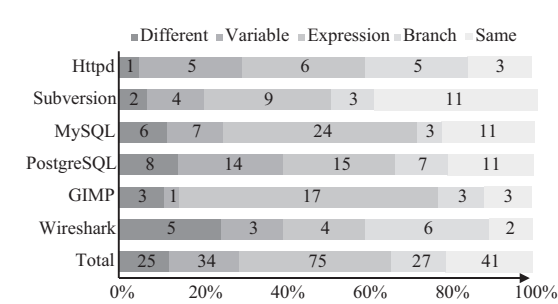 Different Variable Expression Branch Same
Httpd 1 5 6 5 3
Subversion 2 4 9 3 11
MySQL 6 7 24 3 11
PostgreSQL 8 14 15 7 11
GIMP 3 1 17 3 3
Wireshark 5 3 4 6 2
Total 25 34 75 27 41
0% 20% 40% 60% 80% 100%